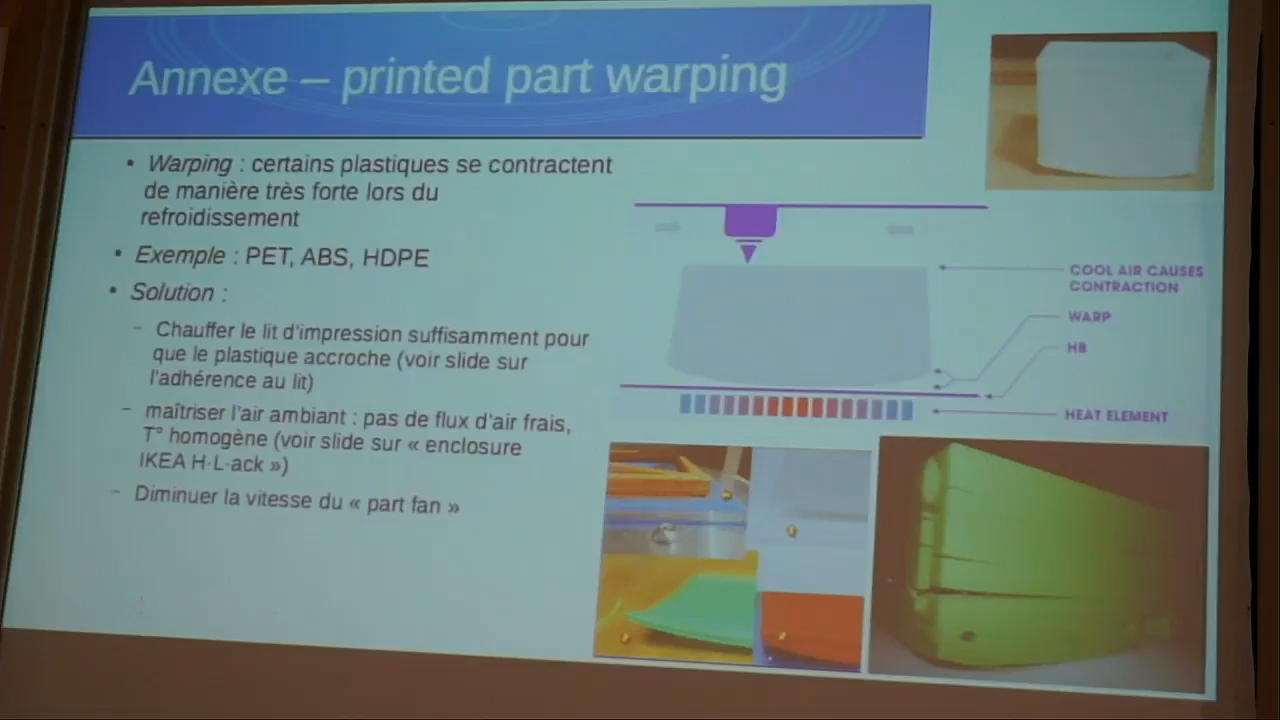 Annexe – printed part warping
• Warping : certains plastiques se contractent
de manière très forte lors du
refroidissement
• Exemple : PET, ABS, HDPE
• Solution :
– Chauffer le lit d'impression suffisamment pour
que le plastique accroche (voir slide sur
l'adhérence au lit)
– maîtriser l'air ambiant : pas de flux d'air frais,
T° homogène (voir slide sur « enclosure
IKEA H·L·ack »)
– Diminuer la vitesse du « part fan »
COOL AIR CAUSES
CONTRACTION
WARP
HB
HEAT ELEMENT